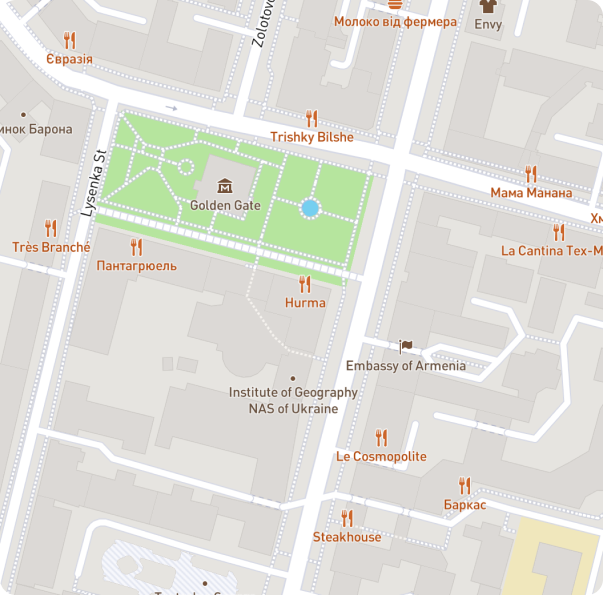 Молоко від фермера
Envy
Zolotovo
Євразія
инок Барона
Trishky Bilshe
Lysenka St
Golden Gate
Мама Манана
Très Branché
Пантагрюель
La Cantina Tex-M
Hurma
Embassy of Armenia
Institute of Geography
NAS of Ukraine
Le Cosmopolite
Баркас
Steakhouse